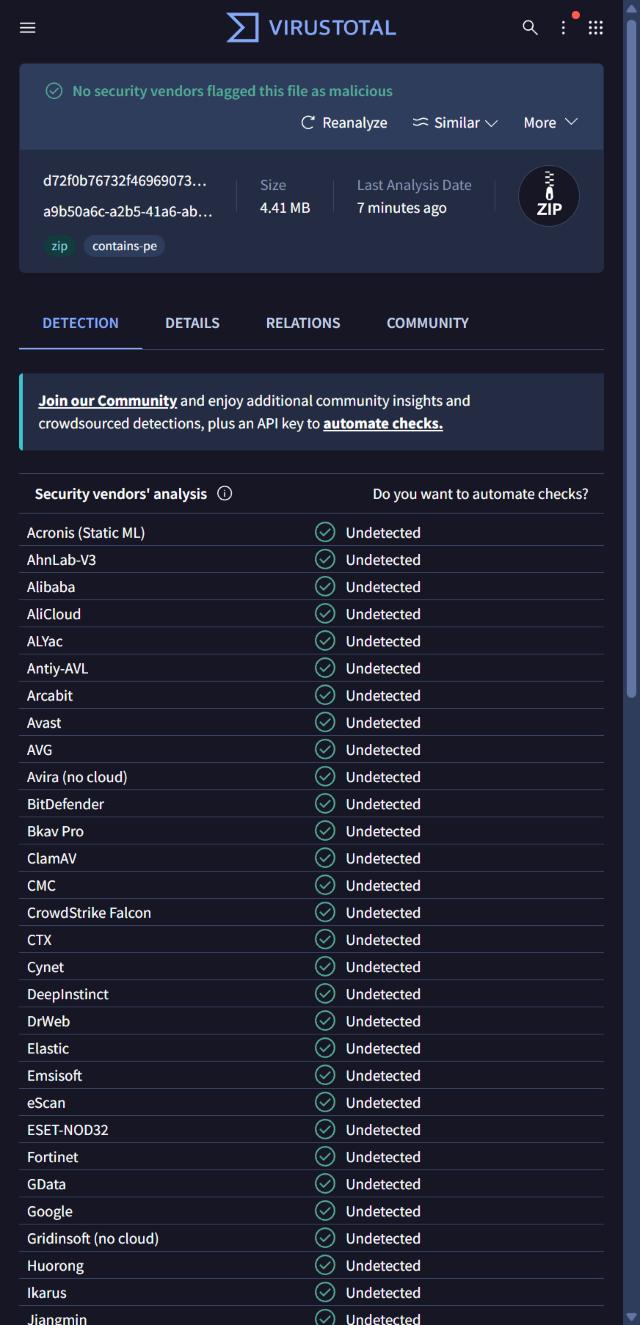 VIRUSTOTAL
No security vendors flagged this file as malicious
Reanalyze Similar More
d72f0b76732f46969073...
a9b50a6c-a2b5-41a6-ab...
Size
4.41 MB
Last Analysis Date
7 minutes ago
ZIP
zip contains-pe
DETECTION DETAILS RELATIONS COMMUNITY
Join our Community and enjoy additional community insights and
crowdsourced detections, plus an API key to automate checks.
Security vendors' analysis Do you want to automate checks?
Acronis (Static ML) Undetected
AhnLab-V3 Undetected
Alibaba Undetected
AliCloud Undetected
ALYac Undetected
Antiy-AVL Undetected
Arcabit Undetected
Avast Undetected
AVG Undetected
Avira (no cloud) Undetected
BitDefender Undetected
Bkav Pro Undetected
ClamAV Undetected
CMC Undetected
CrowdStrike Falcon Undetected
CTX Undetected
Cynet Undetected
DeepInstinct Undetected
DrWeb Undetected
Elastic Undetected
Emsisoft Undetected
eScan Undetected
ESET-NOD32 Undetected
Fortinet Undetected
GData Undetected
Google Undetected
Gridinsoft (no cloud) Undetected
Huorong Undetected
Ikarus Undetected
Jiangmin Undetected